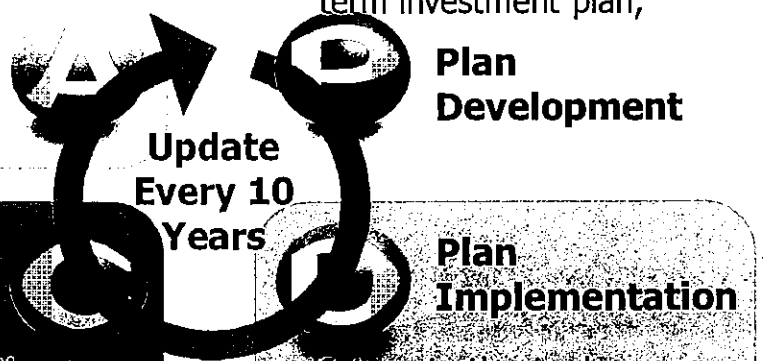 term investment plan,
A
P
Plan
Development
Update
Every 10
Years
Plan
Implementation